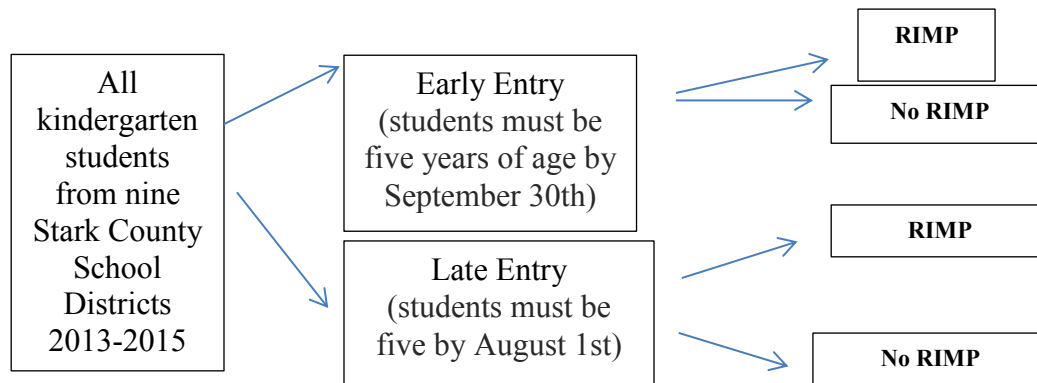 All
kindergarten
students
from nine
Stark County
School
Districts
2013-2015
Early Entry
(students must be
five years of age by
September 30th)
Late Entry
(students must be
five by August 1st)
RIMP
No RIMP
RIMP
No RIMP